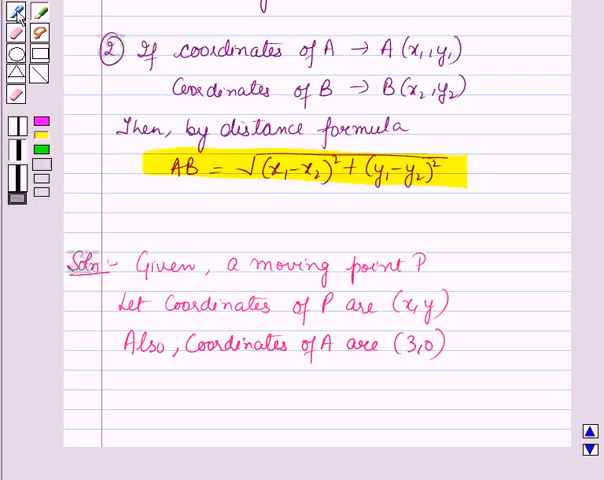 ② If coordinates of A → A(x₁,y₁)
Coordinates of B → B(x₂,y₂)
Then, by distance formula
AB = √(x₁-x₂)² + (y₁-y₂)²
Soln:- Given, a moving point P
Let Coordinates of P are (x,y)
Also, Coordinates of A are (3,0)